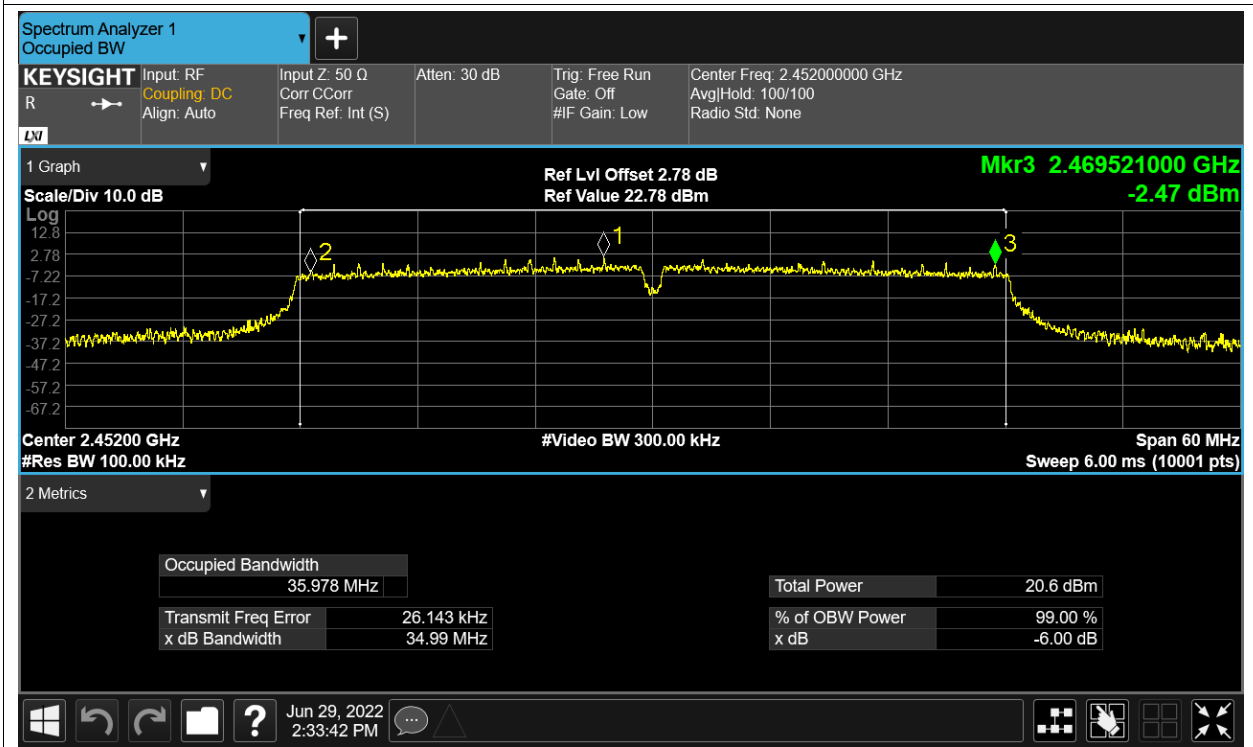 Spectrum Analyzer 1
Occupied BW
+
KEYSIGHT Input: RF Input Z: 50 Ω Atten: 30 dB Trig: Free Run Center Freq: 2.452000000 GHz
R Coupling: DC Corr CCorr Gate: Off Avg|Hold: 100/100
Align: Auto Freq Ref: Int (S) #IF Gain: Low Radio Std: None
LXI
1 Graph Ref Lvl Offset 2.78 dB Mkr3 2.469521000 GHz
Scale/Div 10.0 dB Ref Value 22.78 dBm -2.47 dBm
Log
12.8
2.78
-7.22
-17.2
-27.2
-37.2
-47.2
-57.2
-67.2
2
1
3
Center 2.45200 GHz #Video BW 300.00 kHz Span 60 MHz
#Res BW 100.00 kHz Sweep 6.00 ms (10001 pts)
2 Metrics
Occupied Bandwidth
35.978 MHz Total Power 20.6 dBm
Transmit Freq Error 26.143 kHz % of OBW Power 99.00 %
x dB Bandwidth 34.99 MHz x dB -6.00 dB
? Jun 29, 2022
2:33:42 PM